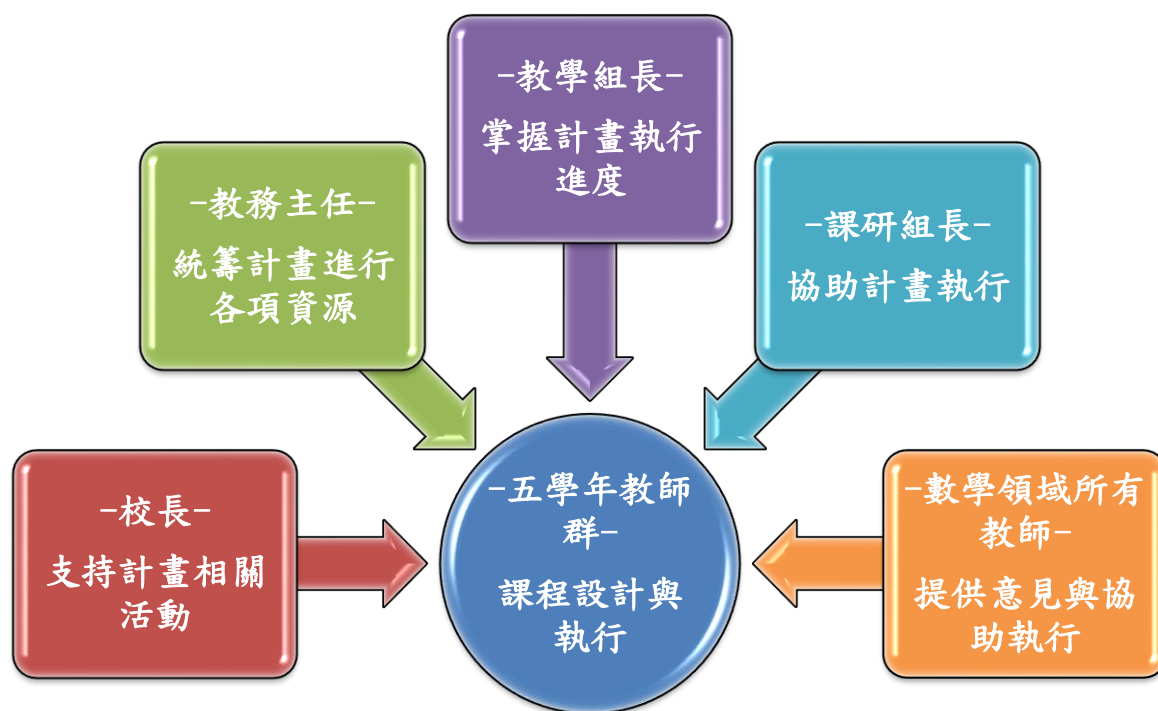 -教學組長-
掌握計畫執行
進度
-教務主任-
統籌計畫進行
各項資源
-課研組長-
協助計畫執行
-校長-
支持計畫相關
活動
-五學年教師
群-
課程設計與
執行
-數學領域所有
教師-
提供意見與協
助執行